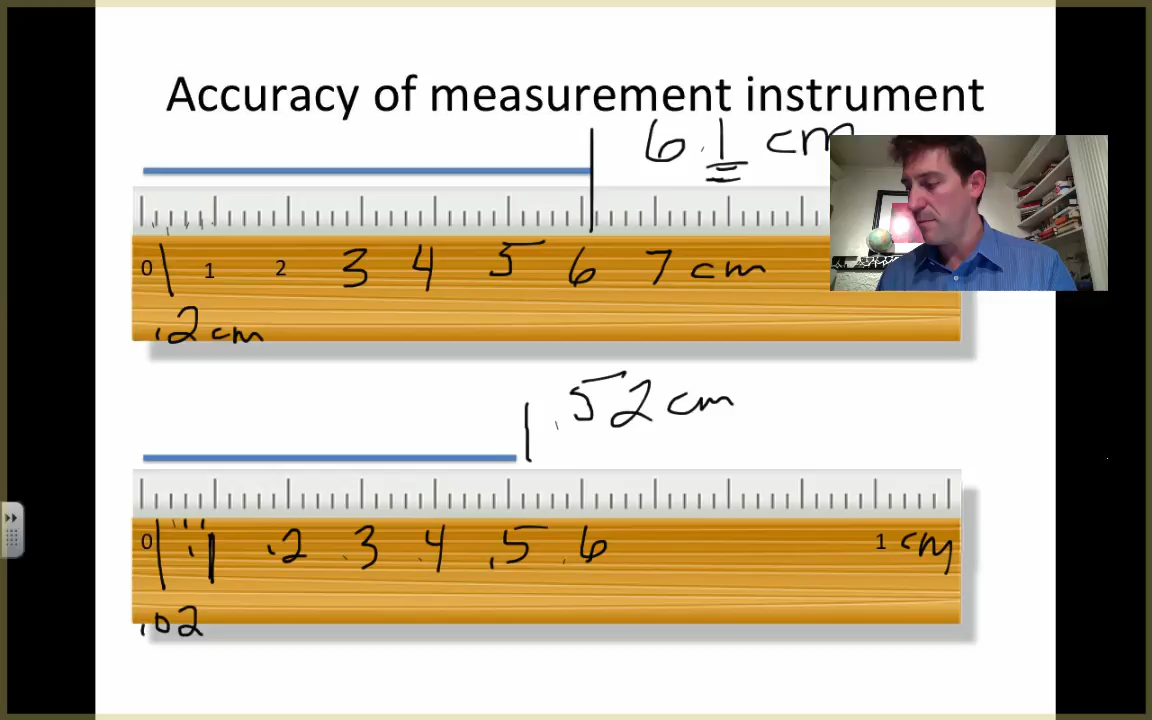 Accuracy of measurement instrument
6.1 cm
0 1 2 3 4 5 6 7 cm
.2 cm
.52 cm
0 .1 .2 .3 .4 .5 .6 1 cm
.02